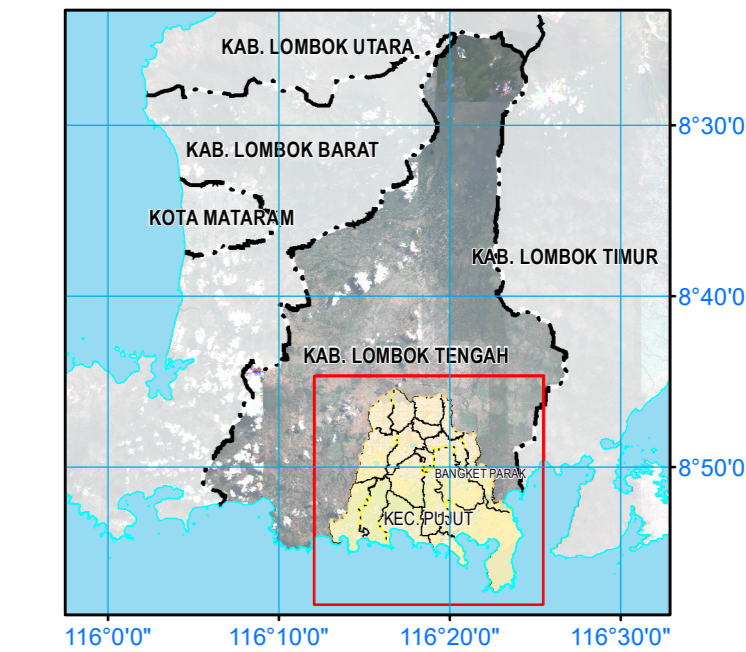 KAB. LOMBOK UTARA
8°30'0
KAB. LOMBOK BARAT
KOTA MATARAM
KAB. LOMBOK TIMUR
8°40'0
KAB. LOMBOK TENGAH
8°50'0
BANGKET PARAK
KEC. PUJUT
116°0'0" 116°10'0" 116°20'0" 116°30'0"